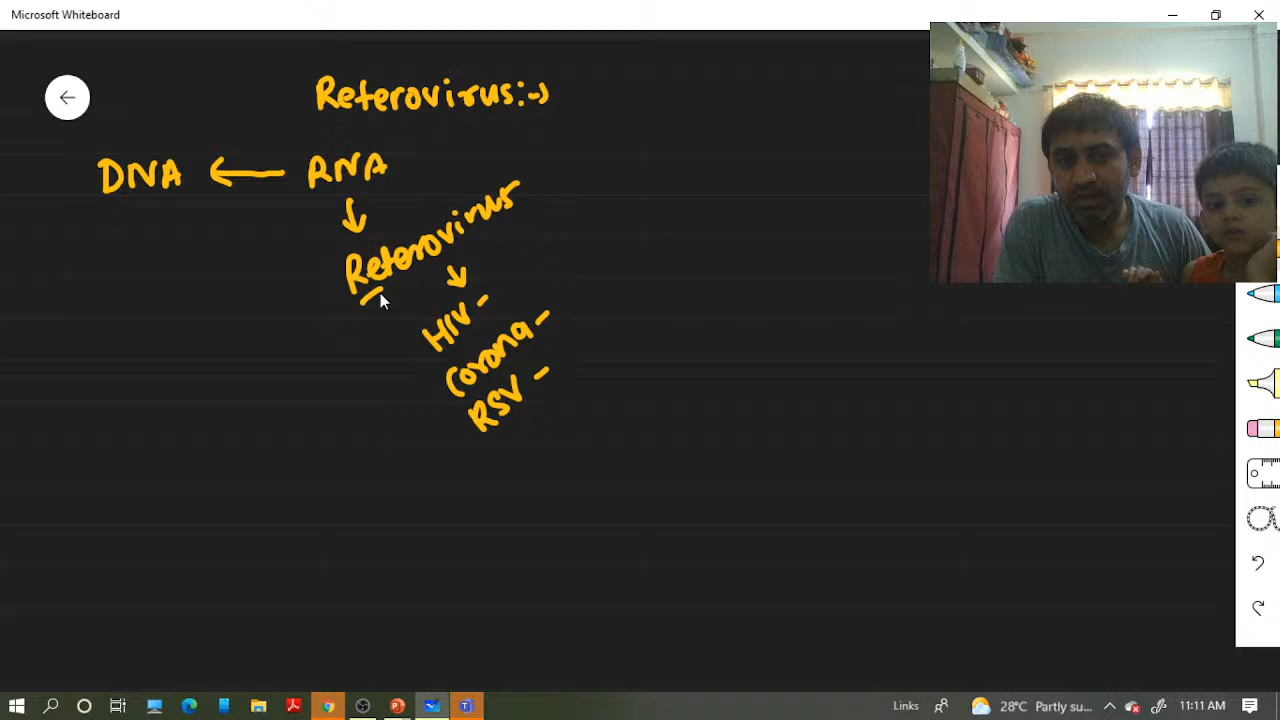 Microsoft Whiteboard
Reterovirus:→
DNA ← RNA
↓
Reterovirus
↓
HIV -
Corona -
RSV -
Links
28°C Partly su...
11:11 AM